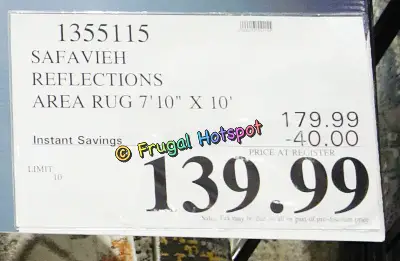 1355115
SAFAVIEH
REFLECTIONS
AREA RUG 7'10" X 10'
179.99
Instant Savings -40.00
© Frugal Hotspot
PRICE AT REGISTER
LIMIT
10
139.99